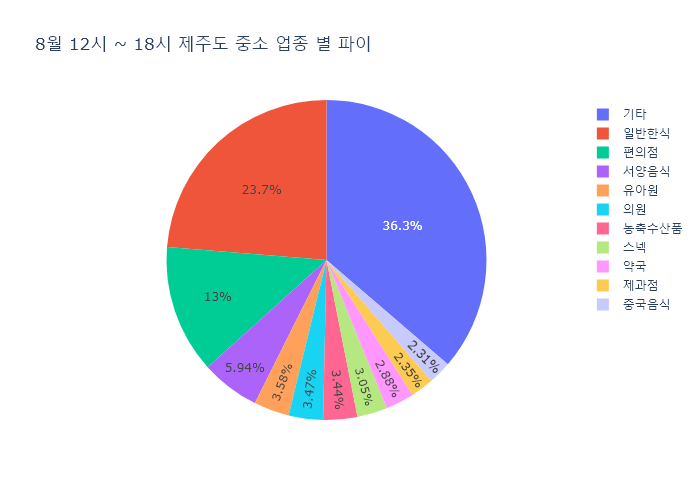 8월 12시 ~ 18시 제주도 중소 업종 별 파이
36.3%
23.7%
13%
5.94%
3.58%
3.47%
3.44%
3.05%
2.88%
2.35%
2.31%
기타
일반한식
편의점
서양음식
유아원
의원
농축수산품
스넥
약국
제과점
중국음식